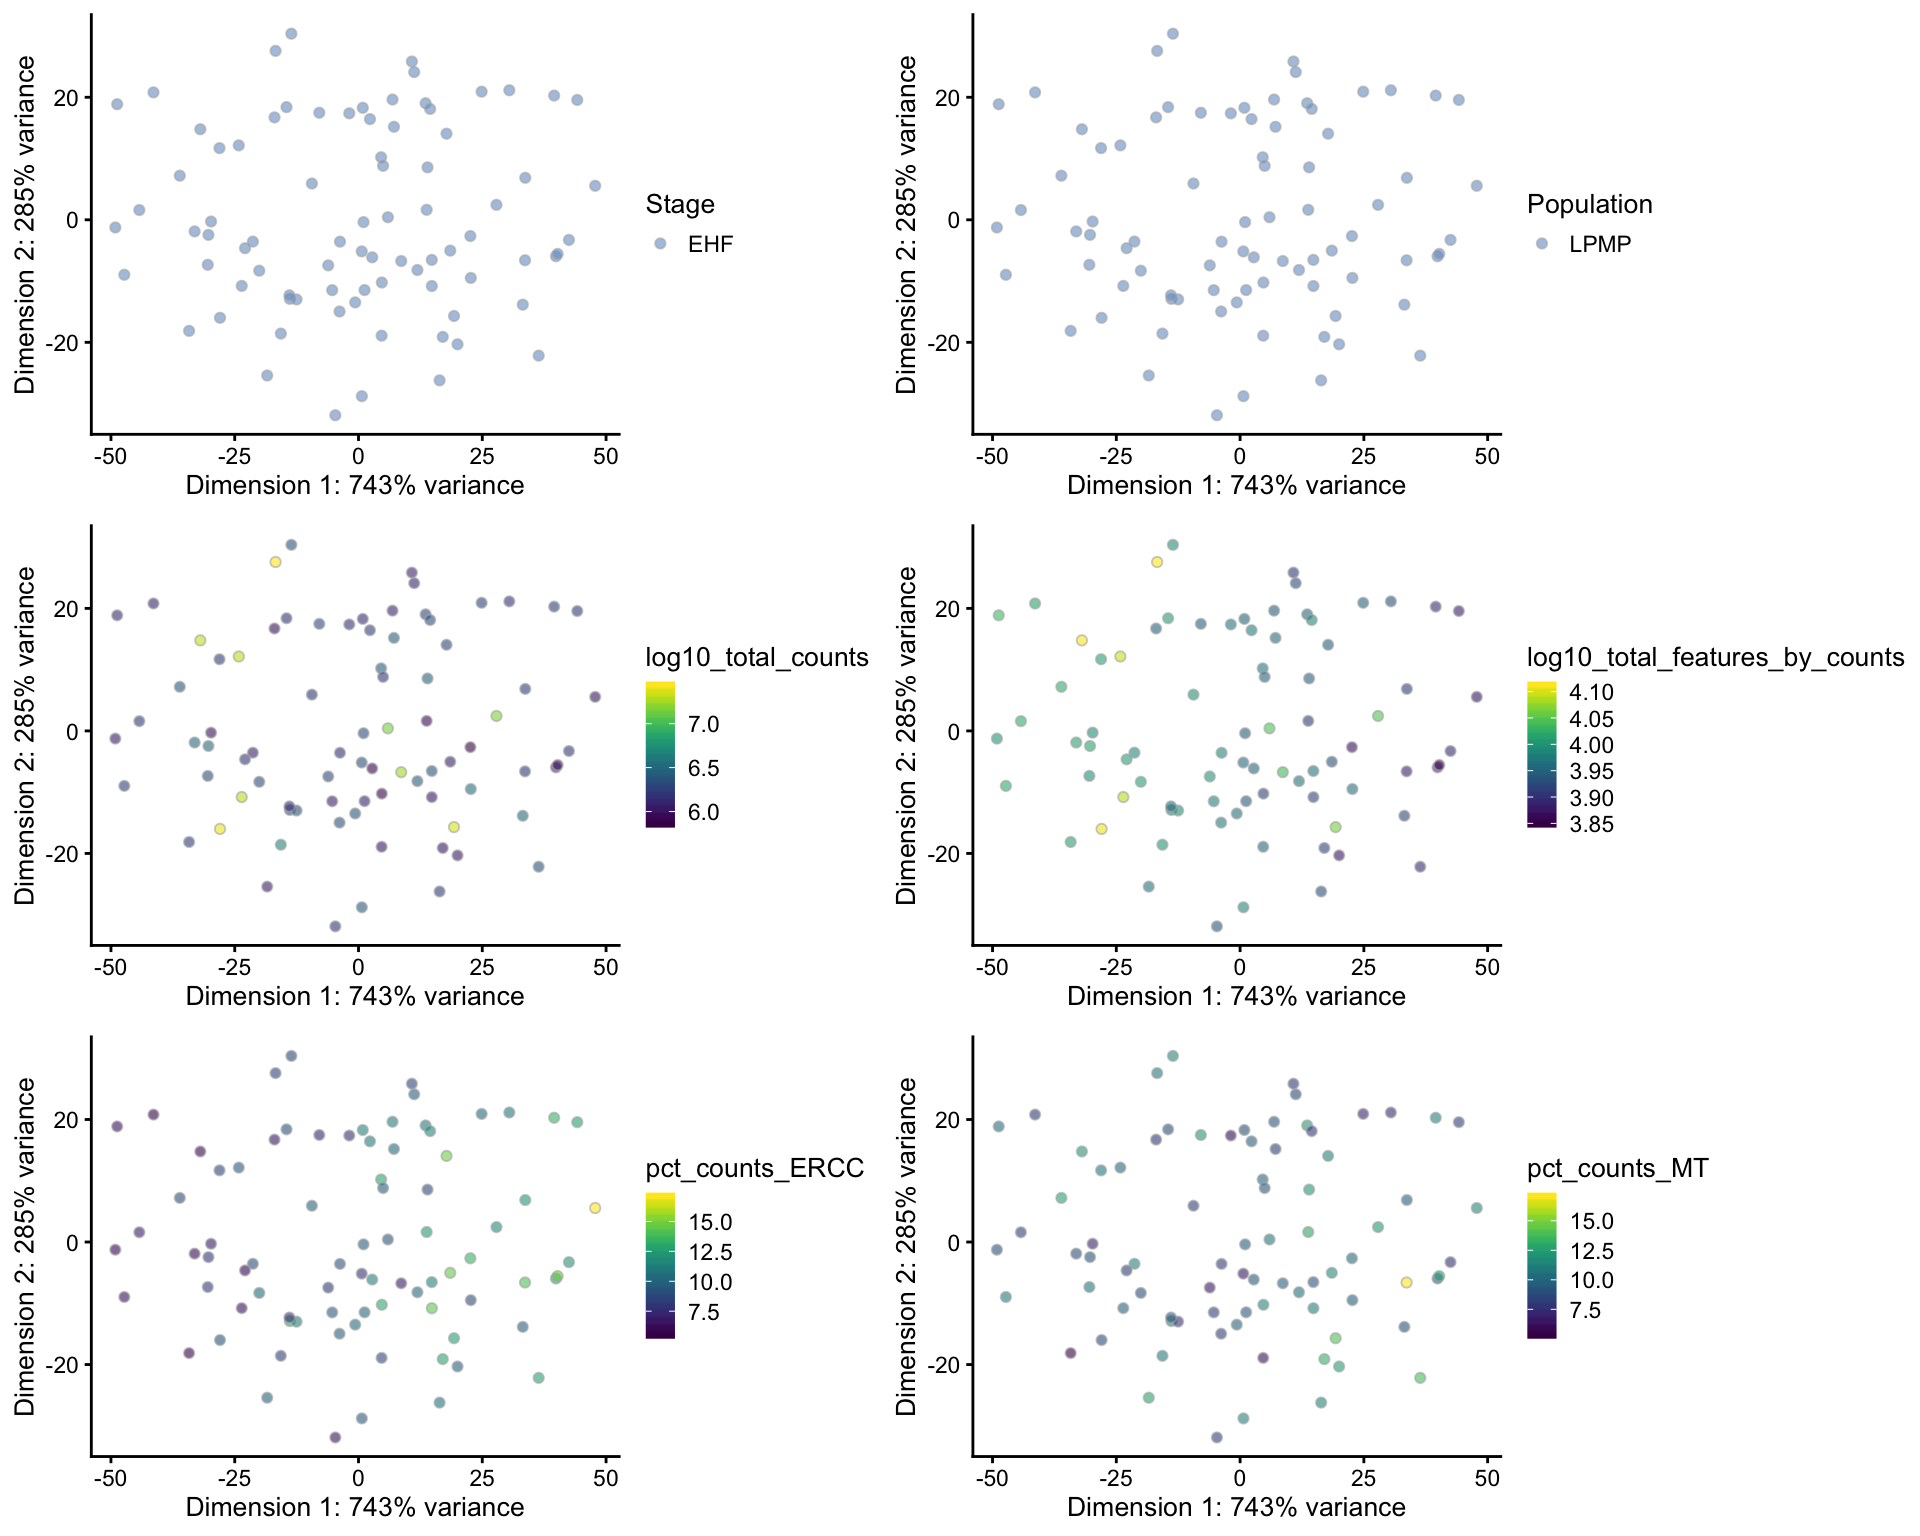 Dimension 2: 285% variance
20
0
-20
-50 -25 0 25 50
Dimension 1: 743% variance
Stage
EHF
Dimension 2: 285% variance
20
0
-20
-50 -25 0 25 50
Dimension 1: 743% variance
Population
LPMP
Dimension 2: 285% variance
20
0
-20
-50 -25 0 25 50
Dimension 1: 743% variance
log10_total_counts
7.0
6.5
6.0
Dimension 2: 285% variance
20
0
-20
-50 -25 0 25 50
Dimension 1: 743% variance
log10_total_features_by_counts
4.10
4.05
4.00
3.95
3.90
3.85
Dimension 2: 285% variance
20
0
-20
-50 -25 0 25 50
Dimension 1: 743% variance
pct_counts_ERCC
15.0
12.5
10.0
7.5
Dimension 2: 285% variance
20
0
-20
-50 -25 0 25 50
Dimension 1: 743% variance
pct_counts_MT
15.0
12.5
10.0
7.5